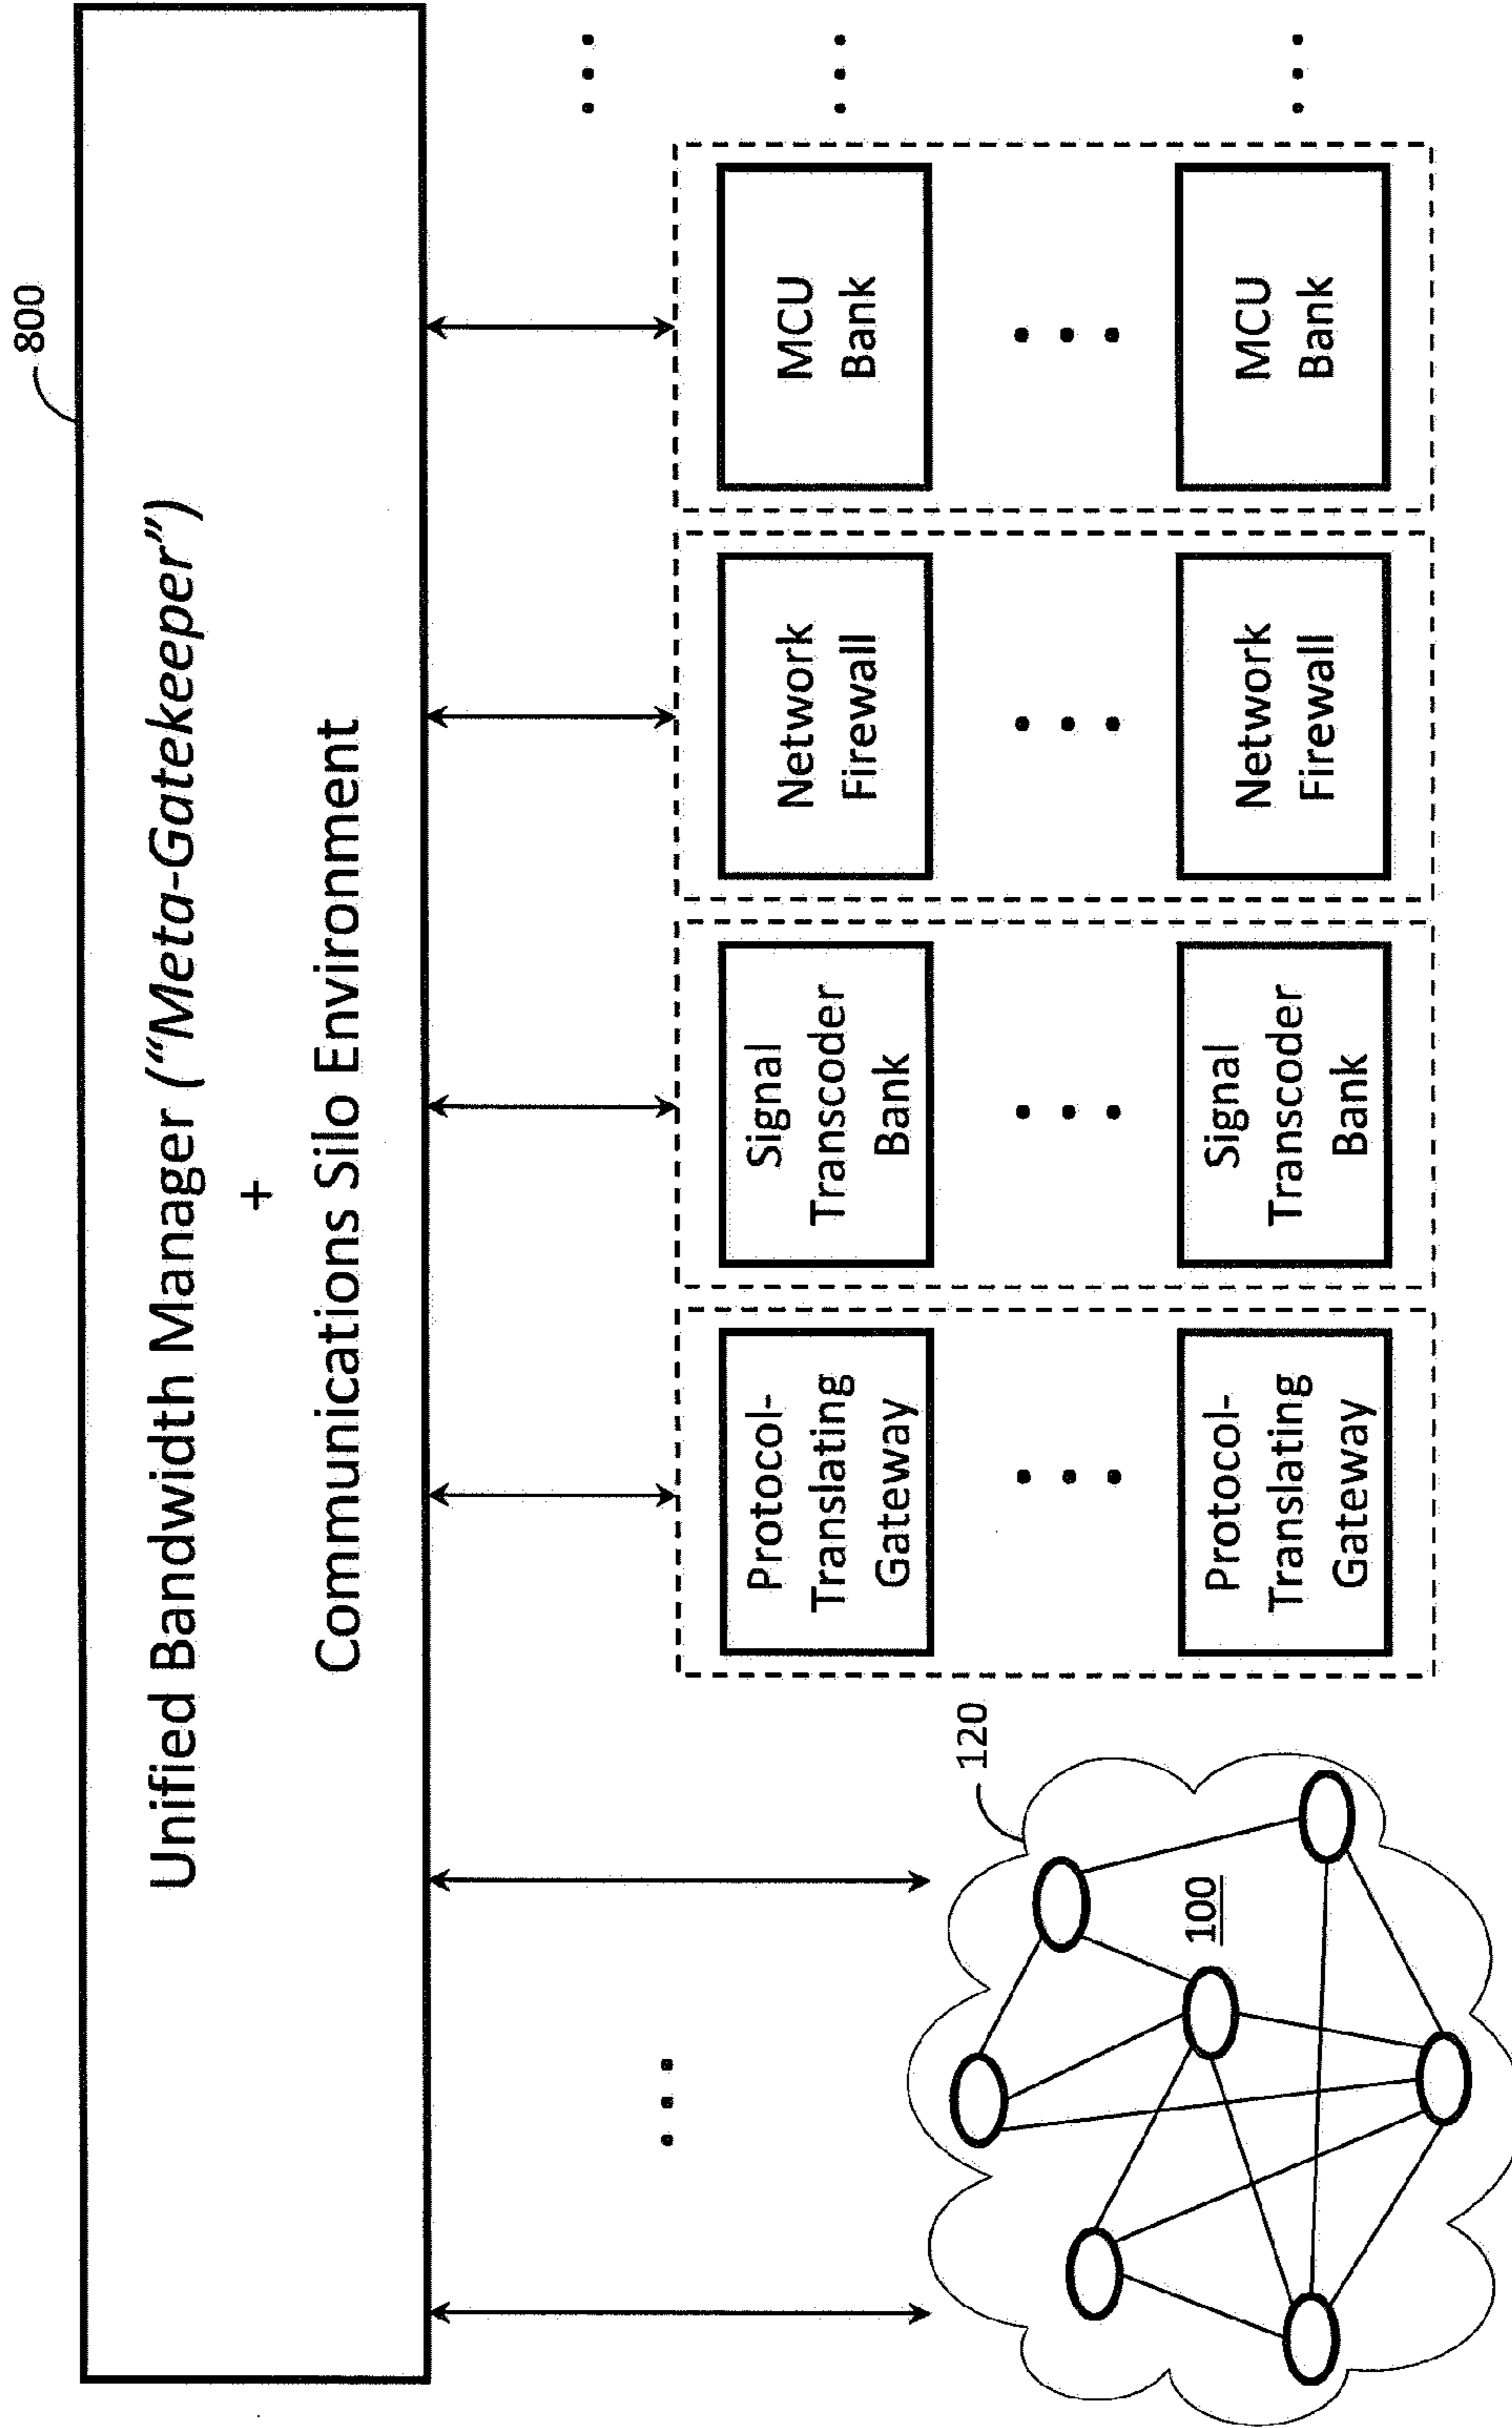 800
Unified Bandwidth Manager (“Meta-Gatekeeper”)
+
Communications Silo Environment
120
100
Protocol-
Translating
Gateway
Signal
Transcoder
Bank
Network
Firewall
MCU
Bank
Protocol-
Translating
Gateway
Signal
Transcoder
Bank
Network
Firewall
MCU
Bank